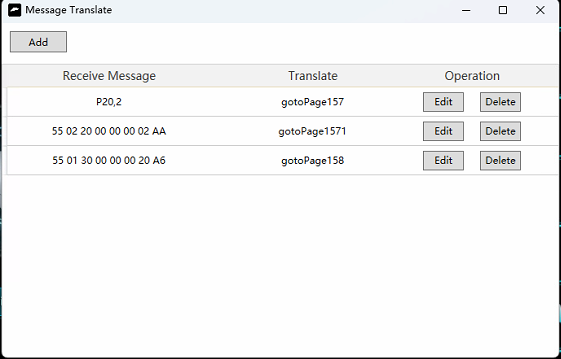 Message Translate
Add
Receive Message Translate Operation
P20,2 gotoPage157 Edit Delete
55 02 20 00 00 00 02 AA gotoPage1571 Edit Delete
55 01 30 00 00 00 20 A6 gotoPage158 Edit Delete